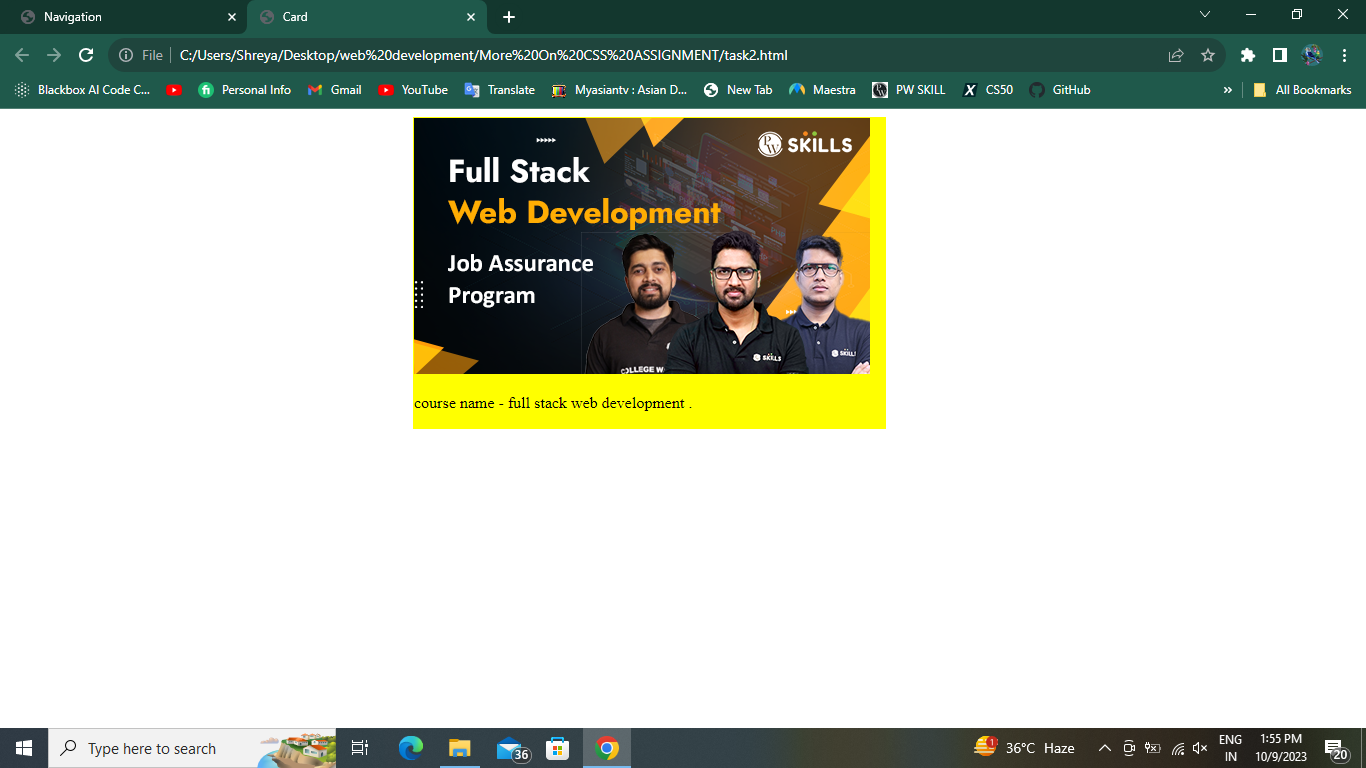 Navigation
Card
File
C:/Users/Shreya/Desktop/web%20development/More%20On%20CSS%20ASSIGNMENT/task2.html
Blackbox AI Code C...
Personal Info
Gmail
YouTube
Translate
Myasiantv : Asian D...
New Tab
Maestra
PW SKILL
CS50
GitHub
»
All Bookmarks
PW SKILLS
Full Stack
Web Development
Job Assurance
Program
COLLEGE W
SKILLS
SKILLS
course name - full stack web development .
Type here to search
36
1
36°C Haze
ENG
IN
1:55 PM
10/9/2023
20